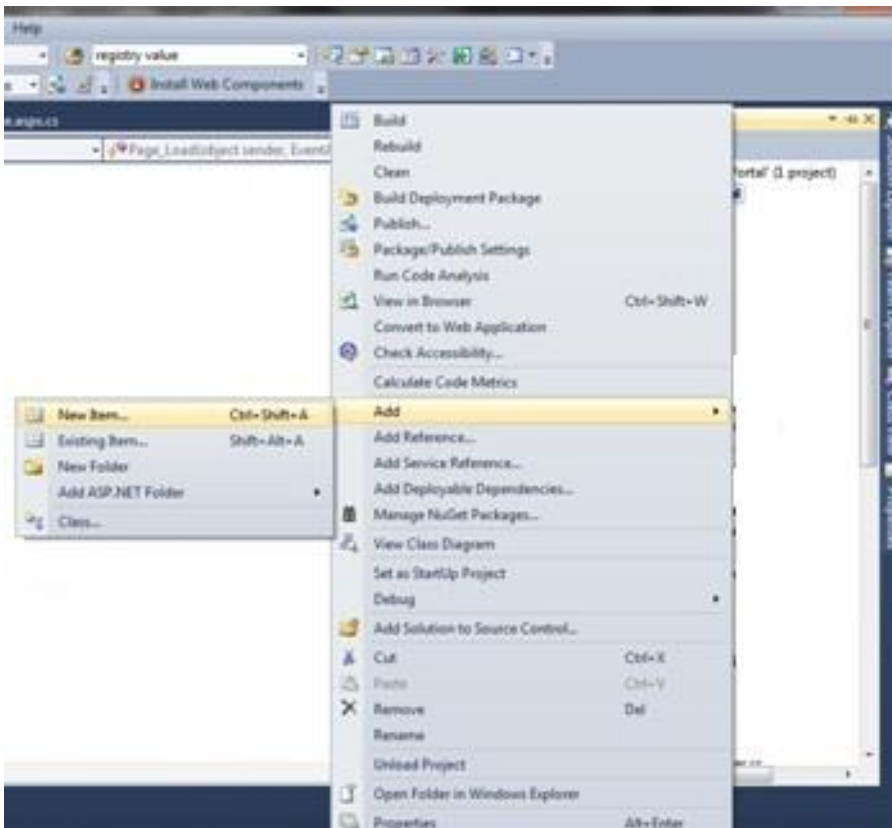 Help
registry value
Install Web Components
e.aspx.cs
Page_Load(object sender, EventA
Portal' (1 project)
Build
Rebuild
Clean
Build Deployment Package
Publish...
Package/Publish Settings
Run Code Analysis
View in Browser Ctrl+Shift+W
Convert to Web Application
Check Accessibility...
Calculate Code Metrics
Add
Add Reference...
Add Service Reference...
Add Deployable Dependencies...
Manage NuGet Packages...
View Class Diagram
Set as StartUp Project
Debug
Add Solution to Source Control...
Cut Ctrl+X
Paste Ctrl+V
Remove Del
Rename
Unload Project
Open Folder in Windows Explorer
Properties Alt+Enter
New Item... Ctrl+Shift+A
Existing Item... Shift+Alt+A
New Folder
Add ASP.NET Folder
Class...